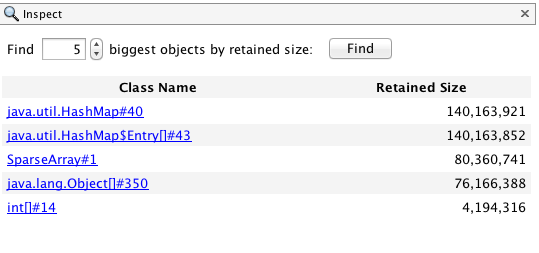 Inspect
Find 5 biggest objects by retained size: Find
Class Name Retained Size
java.util.HashMap#40 140,163,921
java.util.HashMap$Entry[]#43 140,163,852
SparseArray#1 80,360,741
java.lang.Object[]#350 76,166,388
int[]#14 4,194,316